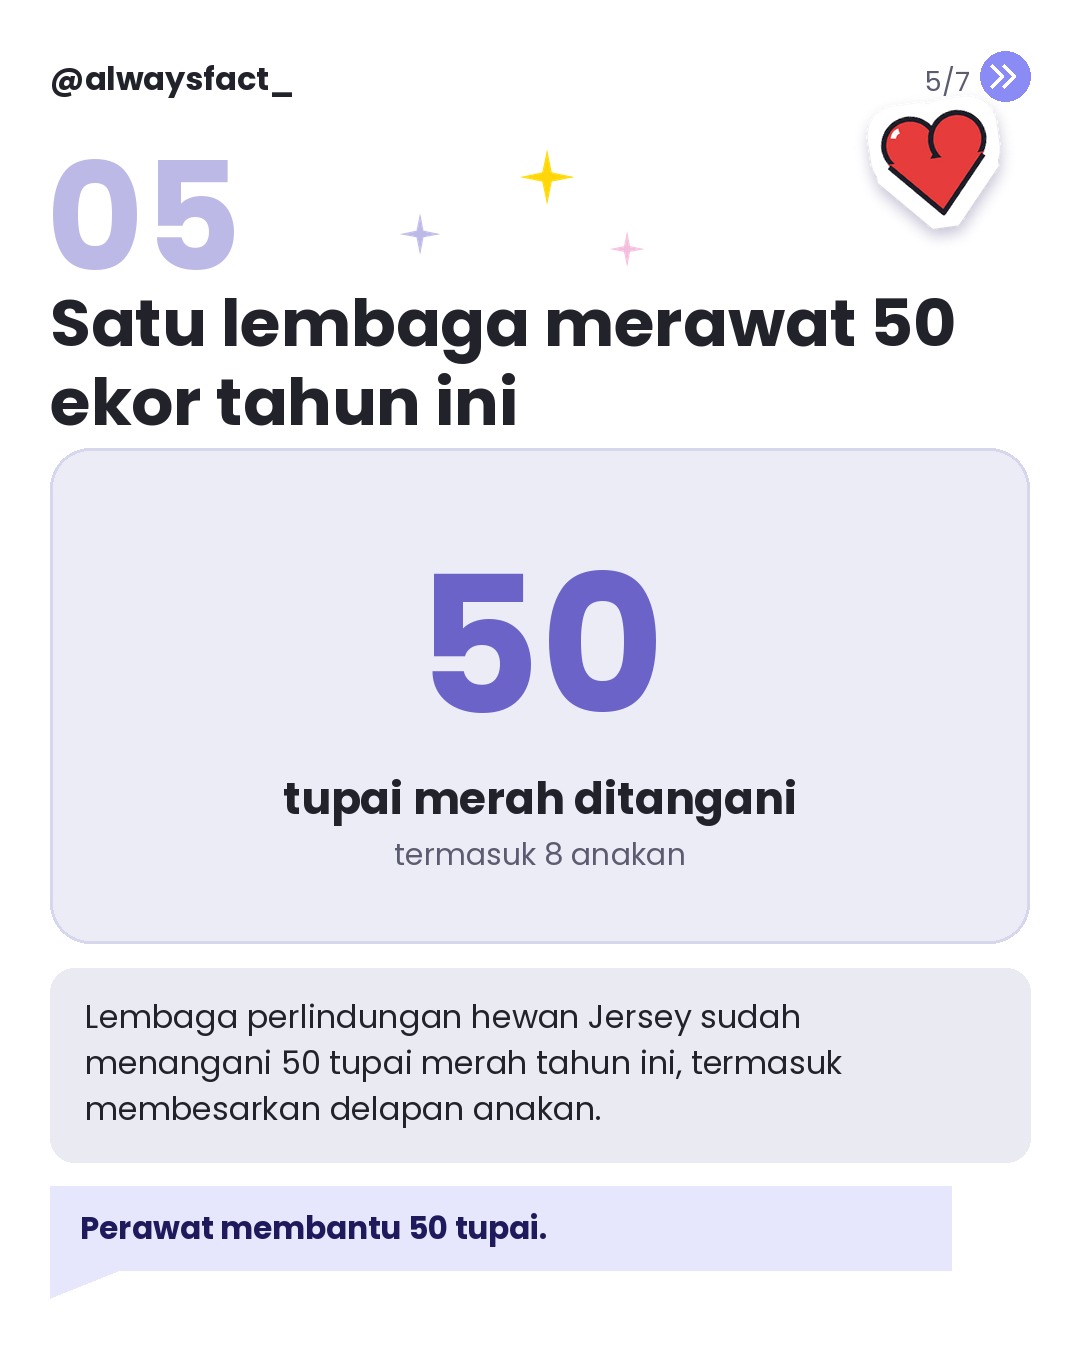 @alwaysfact_
5/7
05
Satu lembaga merawat 50
ekor tahun ini
50
tupai merah ditangani
termasuk 8 anakan
Lembaga perlindungan hewan Jersey sudah
menangani 50 tupai merah tahun ini, termasuk
membesarkan delapan anakan.
Perawat membantu 50 tupai.